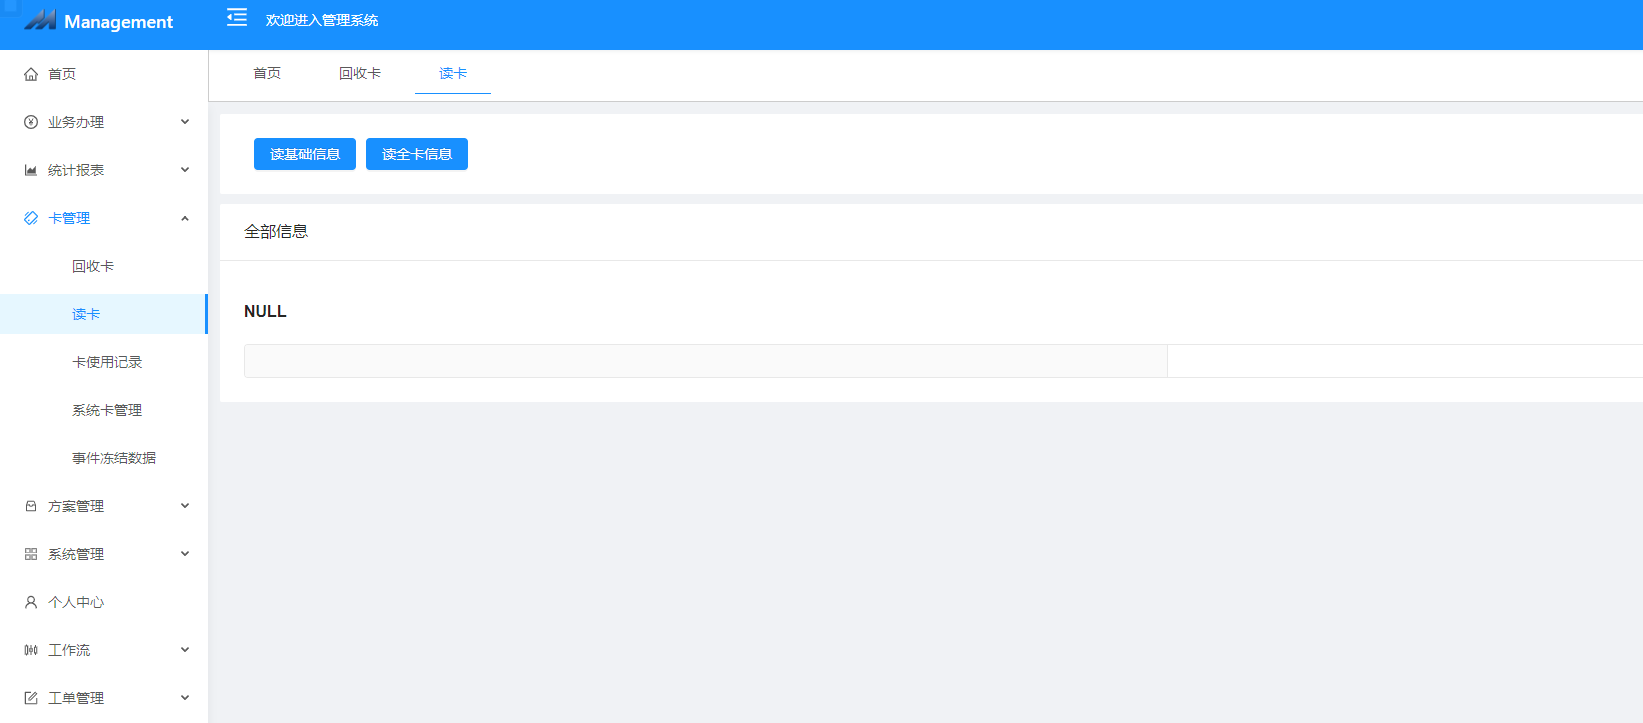 Management
欢迎进入管理系统
首页
业务办理
统计报表
卡管理
回收卡
读卡
卡使用记录
系统卡管理
事件冻结数据
方案管理
系统管理
个人中心
工作流
工单管理
首页 回收卡 读卡
读基础信息 读全卡信息
全部信息
NULL